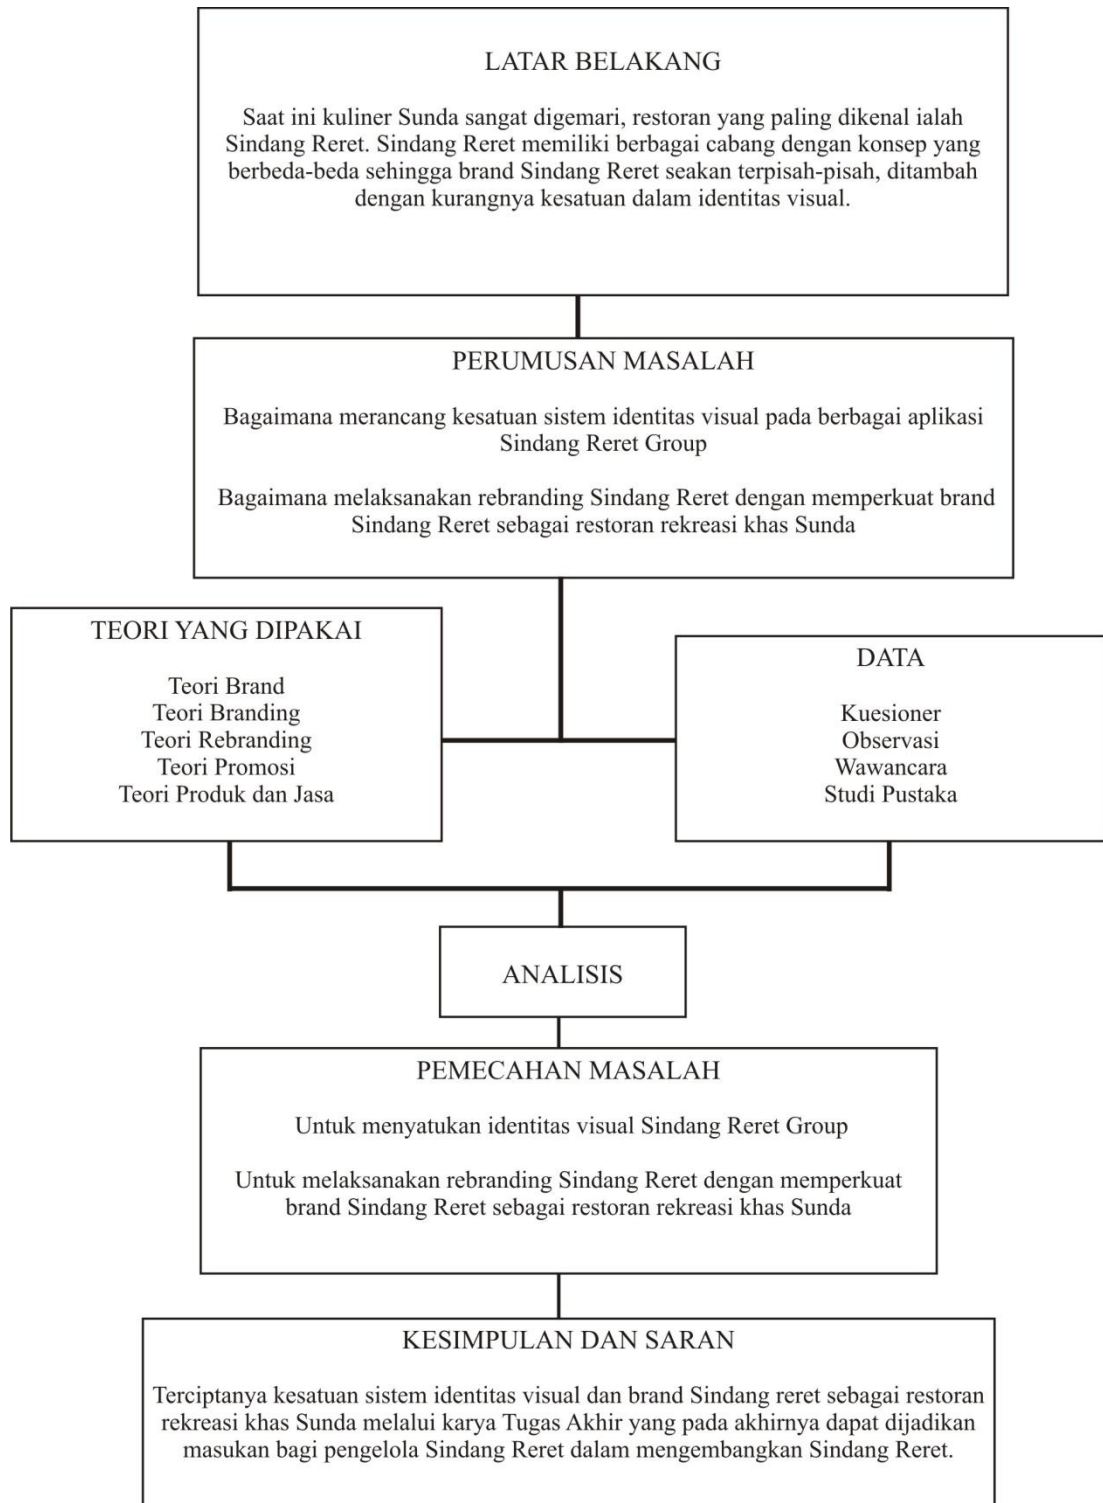 LATAR BELAKANG
Saat ini kuliner Sunda sangat digemari, restoran yang paling dikenal ialah
Sindang Reret. Sindang Reret memiliki berbagai cabang dengan konsep yang
berbeda-beda sehingga brand Sindang Reret seakan terpisah-pisah, ditambah
dengan kurangnya kesatuan dalam identitas visual.
PERUMUSAN MASALAH
Bagaimana merancang kesatuan sistem identitas visual pada berbagai aplikasi
Sindang Reret Group
Bagaimana melaksanakan rebranding Sindang Reret dengan memperkuat brand
Sindang Reret sebagai restoran rekreasi khas Sunda
TEORI YANG DIPAKAI
Teori Brand
Teori Branding
Teori Rebranding
Teori Promosi
Teori Produk dan Jasa
DATA
Kuesioner
Observasi
Wawancara
Studi Pustaka
ANALISIS
PEMECAHAN MASALAH
Untuk menyatukan identitas visual Sindang Reret Group
Untuk melaksanakan rebranding Sindang Reret dengan memperkuat
brand Sindang Reret sebagai restoran rekreasi khas Sunda
KESIMPULAN DAN SARAN
Terciptanya kesatuan sistem identitas visual dan brand Sindang reret sebagai restoran
rekreasi khas Sunda melalui karya Tugas Akhir yang pada akhirnya dapat dijadikan
masukan bagi pengelola Sindang Reret dalam mengembangkan Sindang Reret.